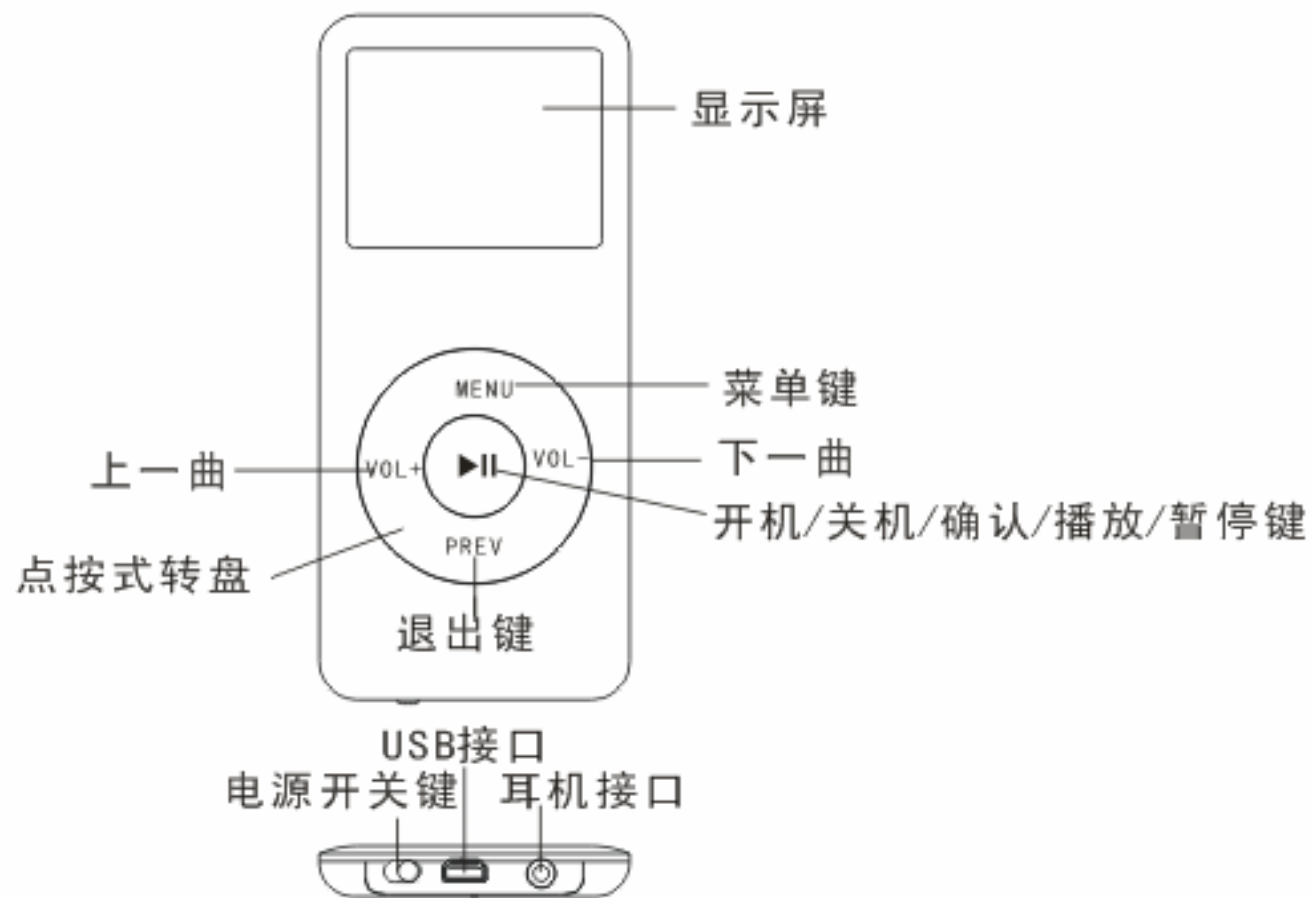 显示屏
MENU
菜单键
上一曲
VOL+
VOL-
下一曲
开机/关机/确认/播放/暂停键
PREV
点按式转盘
退出键
USB接口
电源开关键
耳机接口